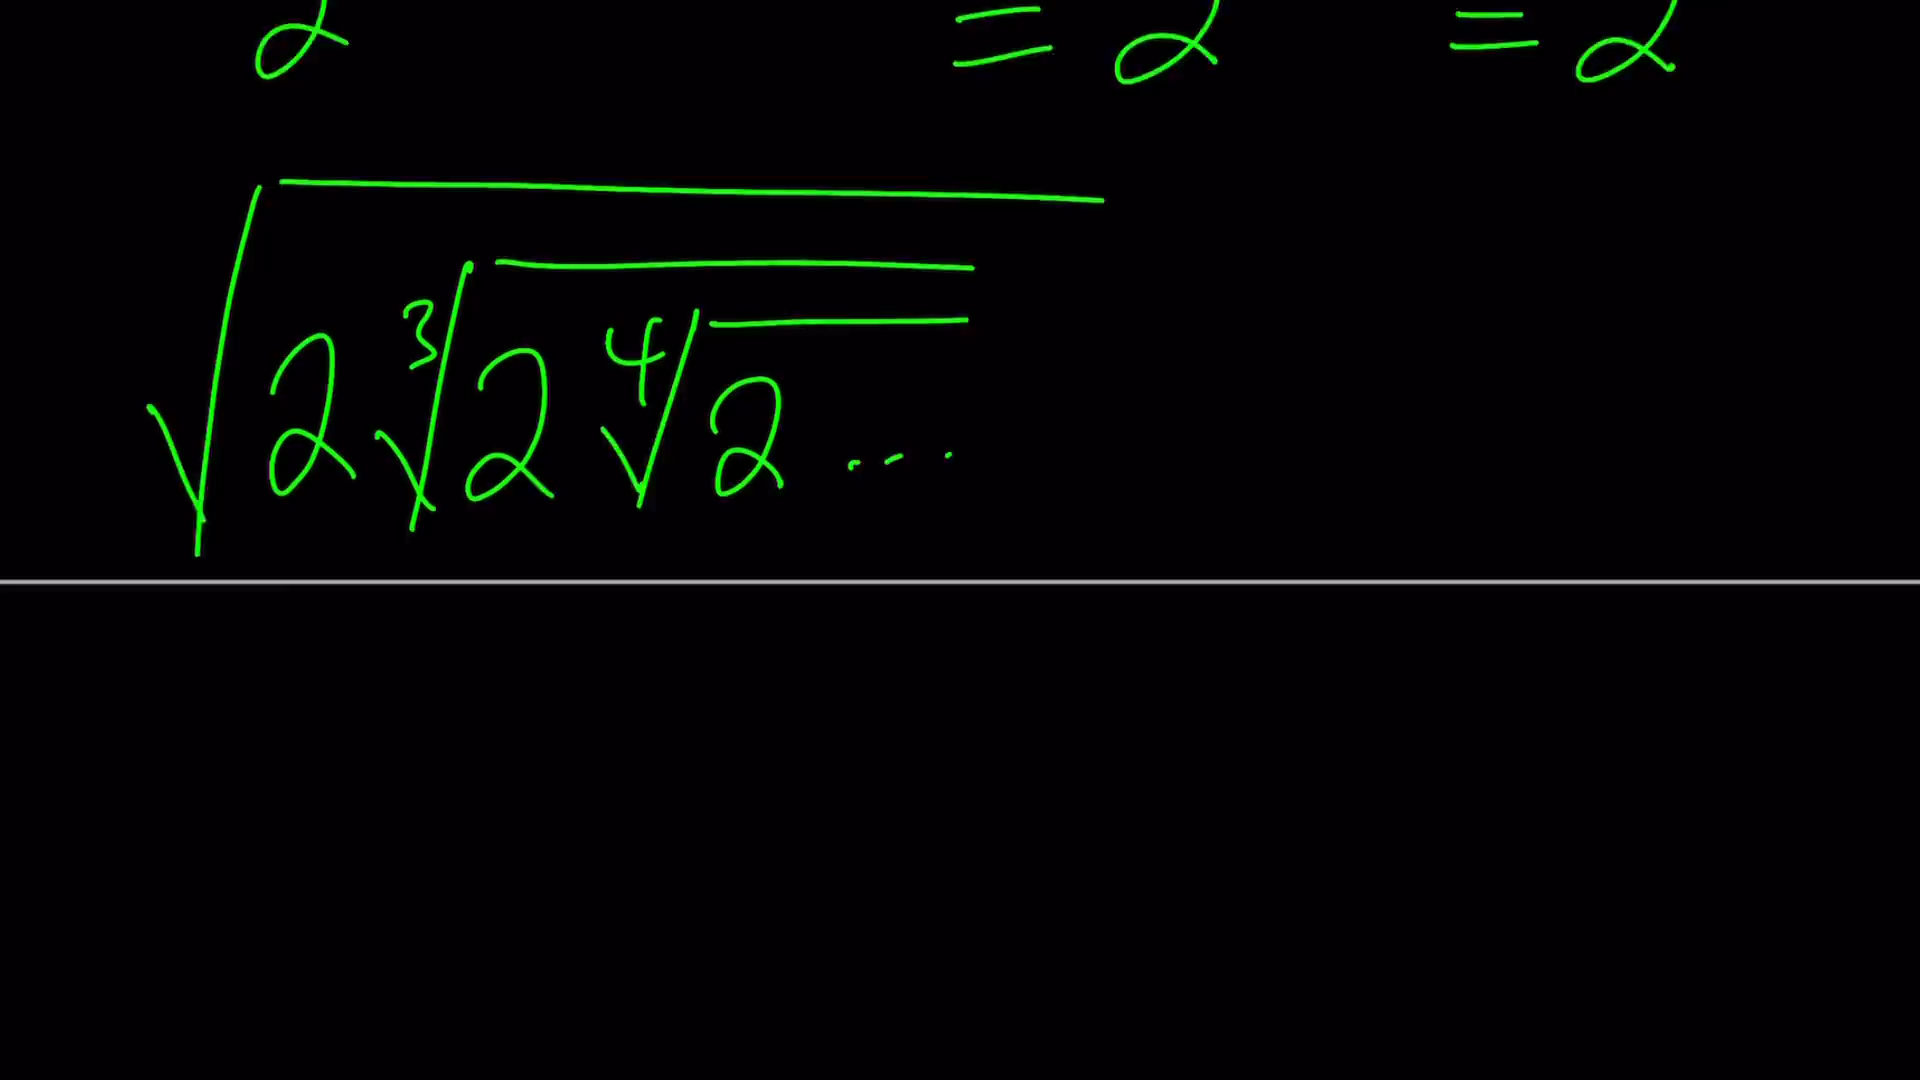 2 = 2 = 2
√2 ∛2 ∜2 ...